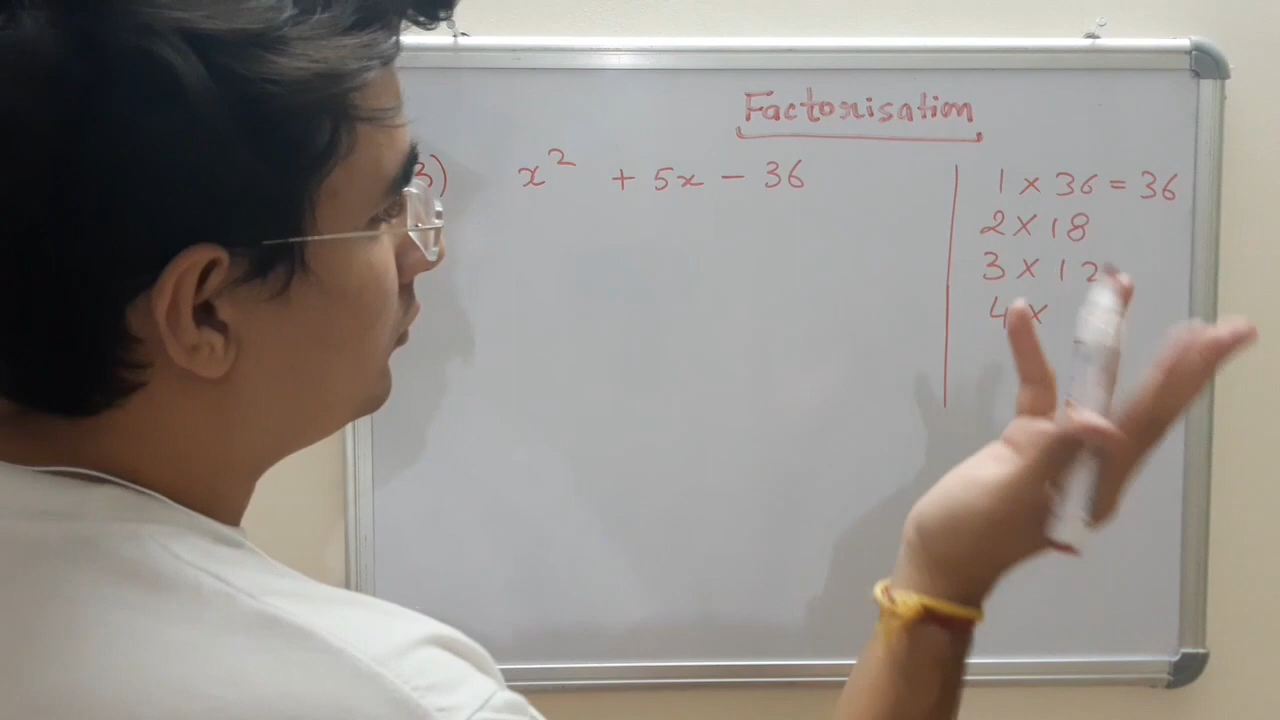 Factorisation
3) x² + 5x - 36
1 × 36 = 36
2 × 18
3 × 12
4 ×